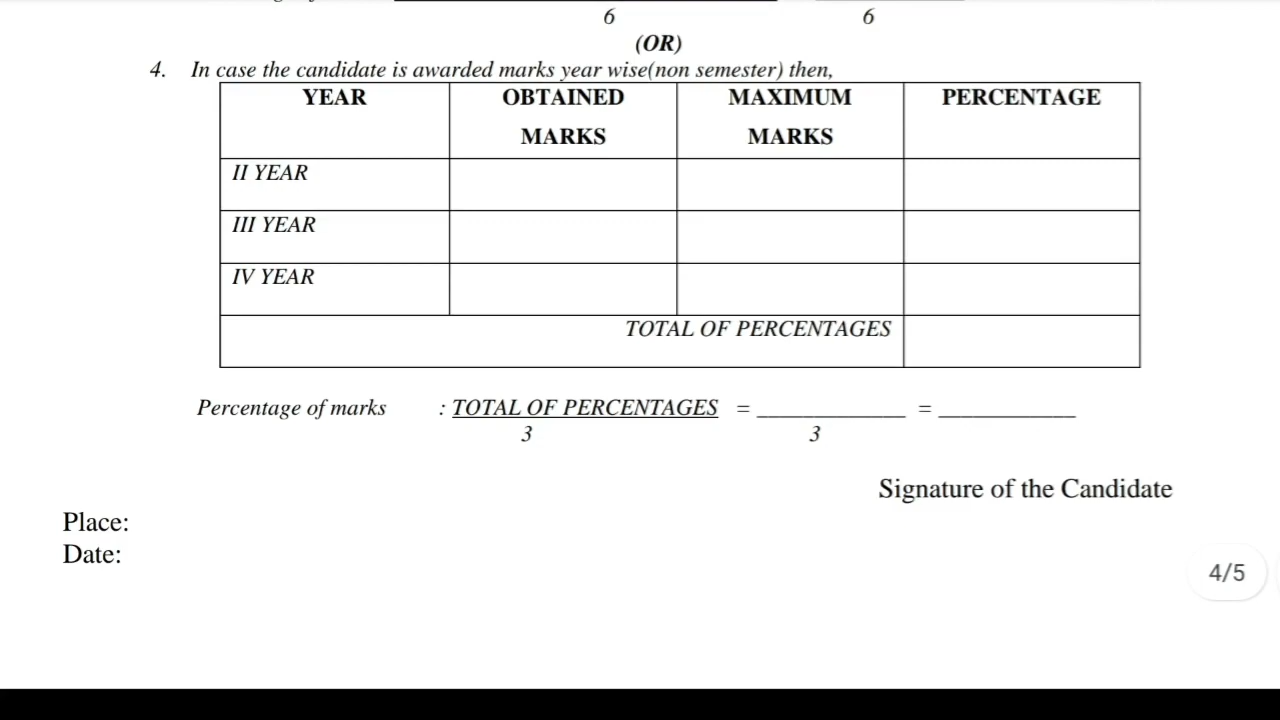 6 6
(OR)
4. In case the candidate is awarded marks year wise(non semester) then,
YEAR OBTAINED MARKS MAXIMUM MARKS PERCENTAGE
II YEAR
III YEAR
IV YEAR
TOTAL OF PERCENTAGES
Percentage of marks : TOTAL OF PERCENTAGES = _____________ = ____________
3 3
Signature of the Candidate
Place:
Date:
4/5